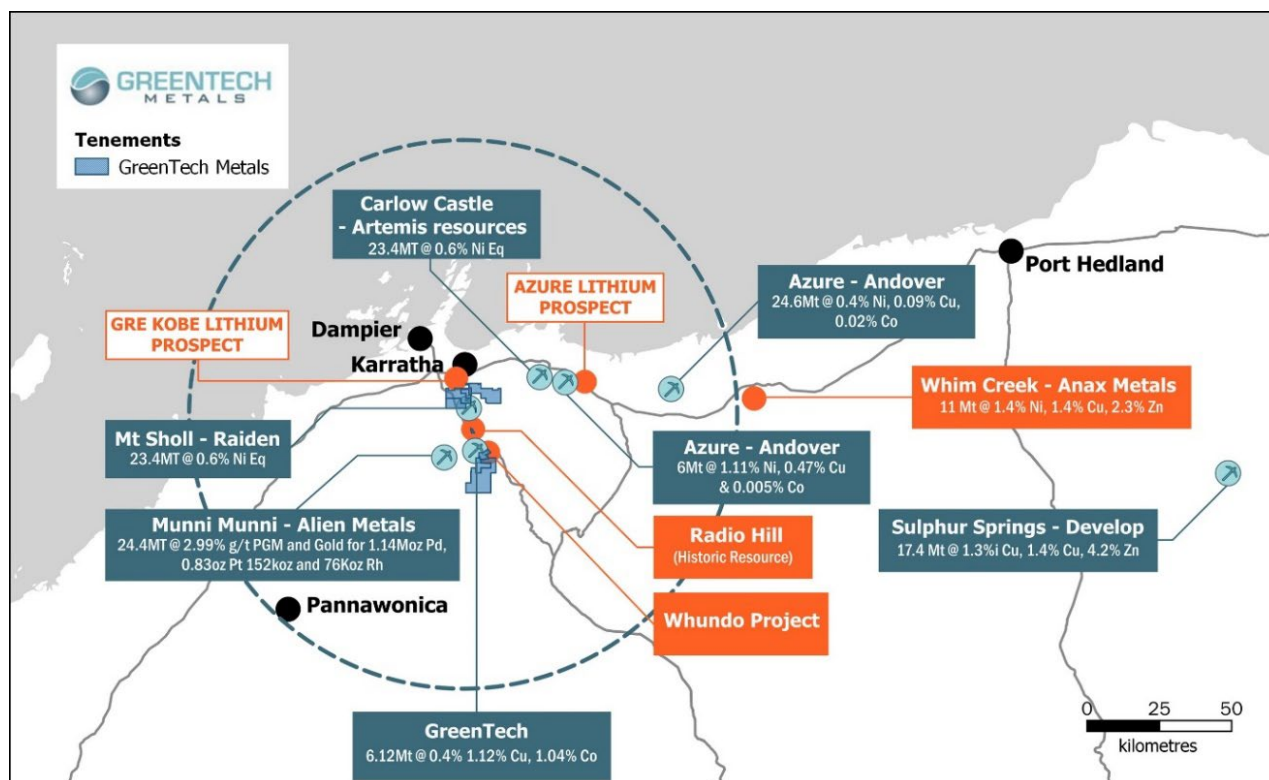 GREENTECH
METALS
Tenements
GreenTech Metals
Carlow Castle
- Artemis resources
23.4MT @ 0.6% Ni Eq
AZURE LITHIUM
PROSPECT
Azure - Andover
24.6Mt @ 0.4% Ni, 0.09% Cu,
0.02% Co
Port Hedland
GRE KOBE LITHIUM
PROSPECT
Dampier
Karratha
Whim Creek - Anax Metals
11 Mt @ 1.4% Ni, 1.4% Cu, 2.3% Zn
Mt Sholl - Raiden
23.4MT @ 0.6% Ni Eq
Azure - Andover
6Mt @ 1.11% Ni, 0.47% Cu
& 0.005% Co
Munni Munni - Alien Metals
24.4MT @ 2.99% g/t PGM and Gold for 1.14Moz Pd,
0.83oz Pt 152koz and 76Koz Rh
Radio Hill
(Historic Resource)
Sulphur Springs - Develop
17.4 Mt @ 1.3%i Cu, 1.4% Cu, 4.2% Zn
Pannawonica
Whundo Project
GreenTech
6.12Mt @ 0.4% 1.12% Cu, 1.04% Co
0 25 50
kilometres